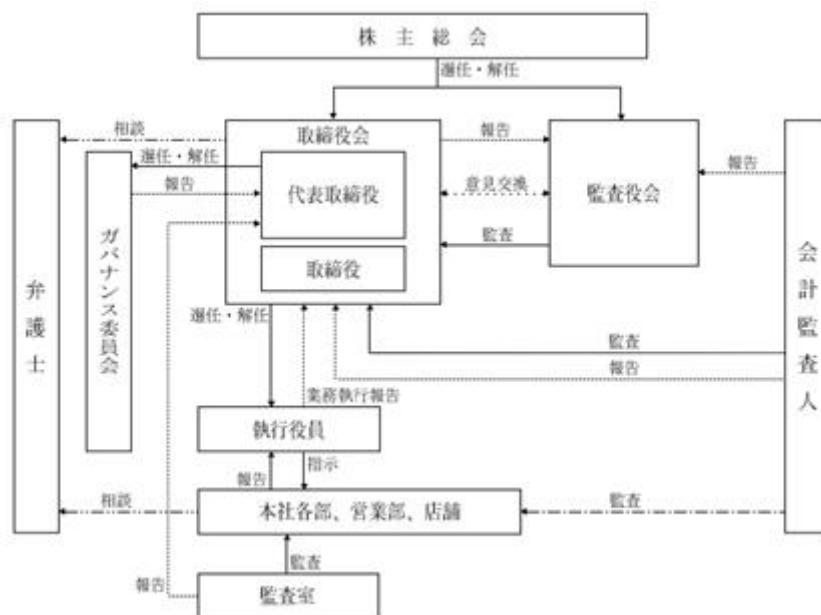 株主総会
選任・解任
相談
取締役会
報告
選任・解任
報告
代表取締役
意見交換
監査役会
報告
監査
取締役
弁護士
ガバナンス委員会
会計監査人
選任・解任
監査
報告
業務執行報告
執行役員
報告
指示
相談
本社各部、営業部、店舗
監査
監査
報告
監査室